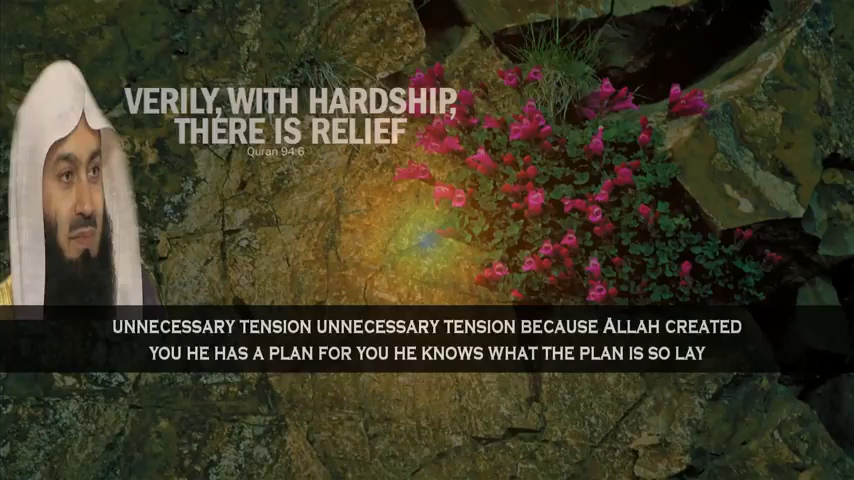 VERILY, WITH HARDSHIP,
THERE IS RELIEF
Quran 94:6
UNNECESSARY TENSION UNNECESSARY TENSION BECAUSE ALLAH CREATED
YOU HE HAS A PLAN FOR YOU HE KNOWS WHAT THE PLAN IS SO LAY